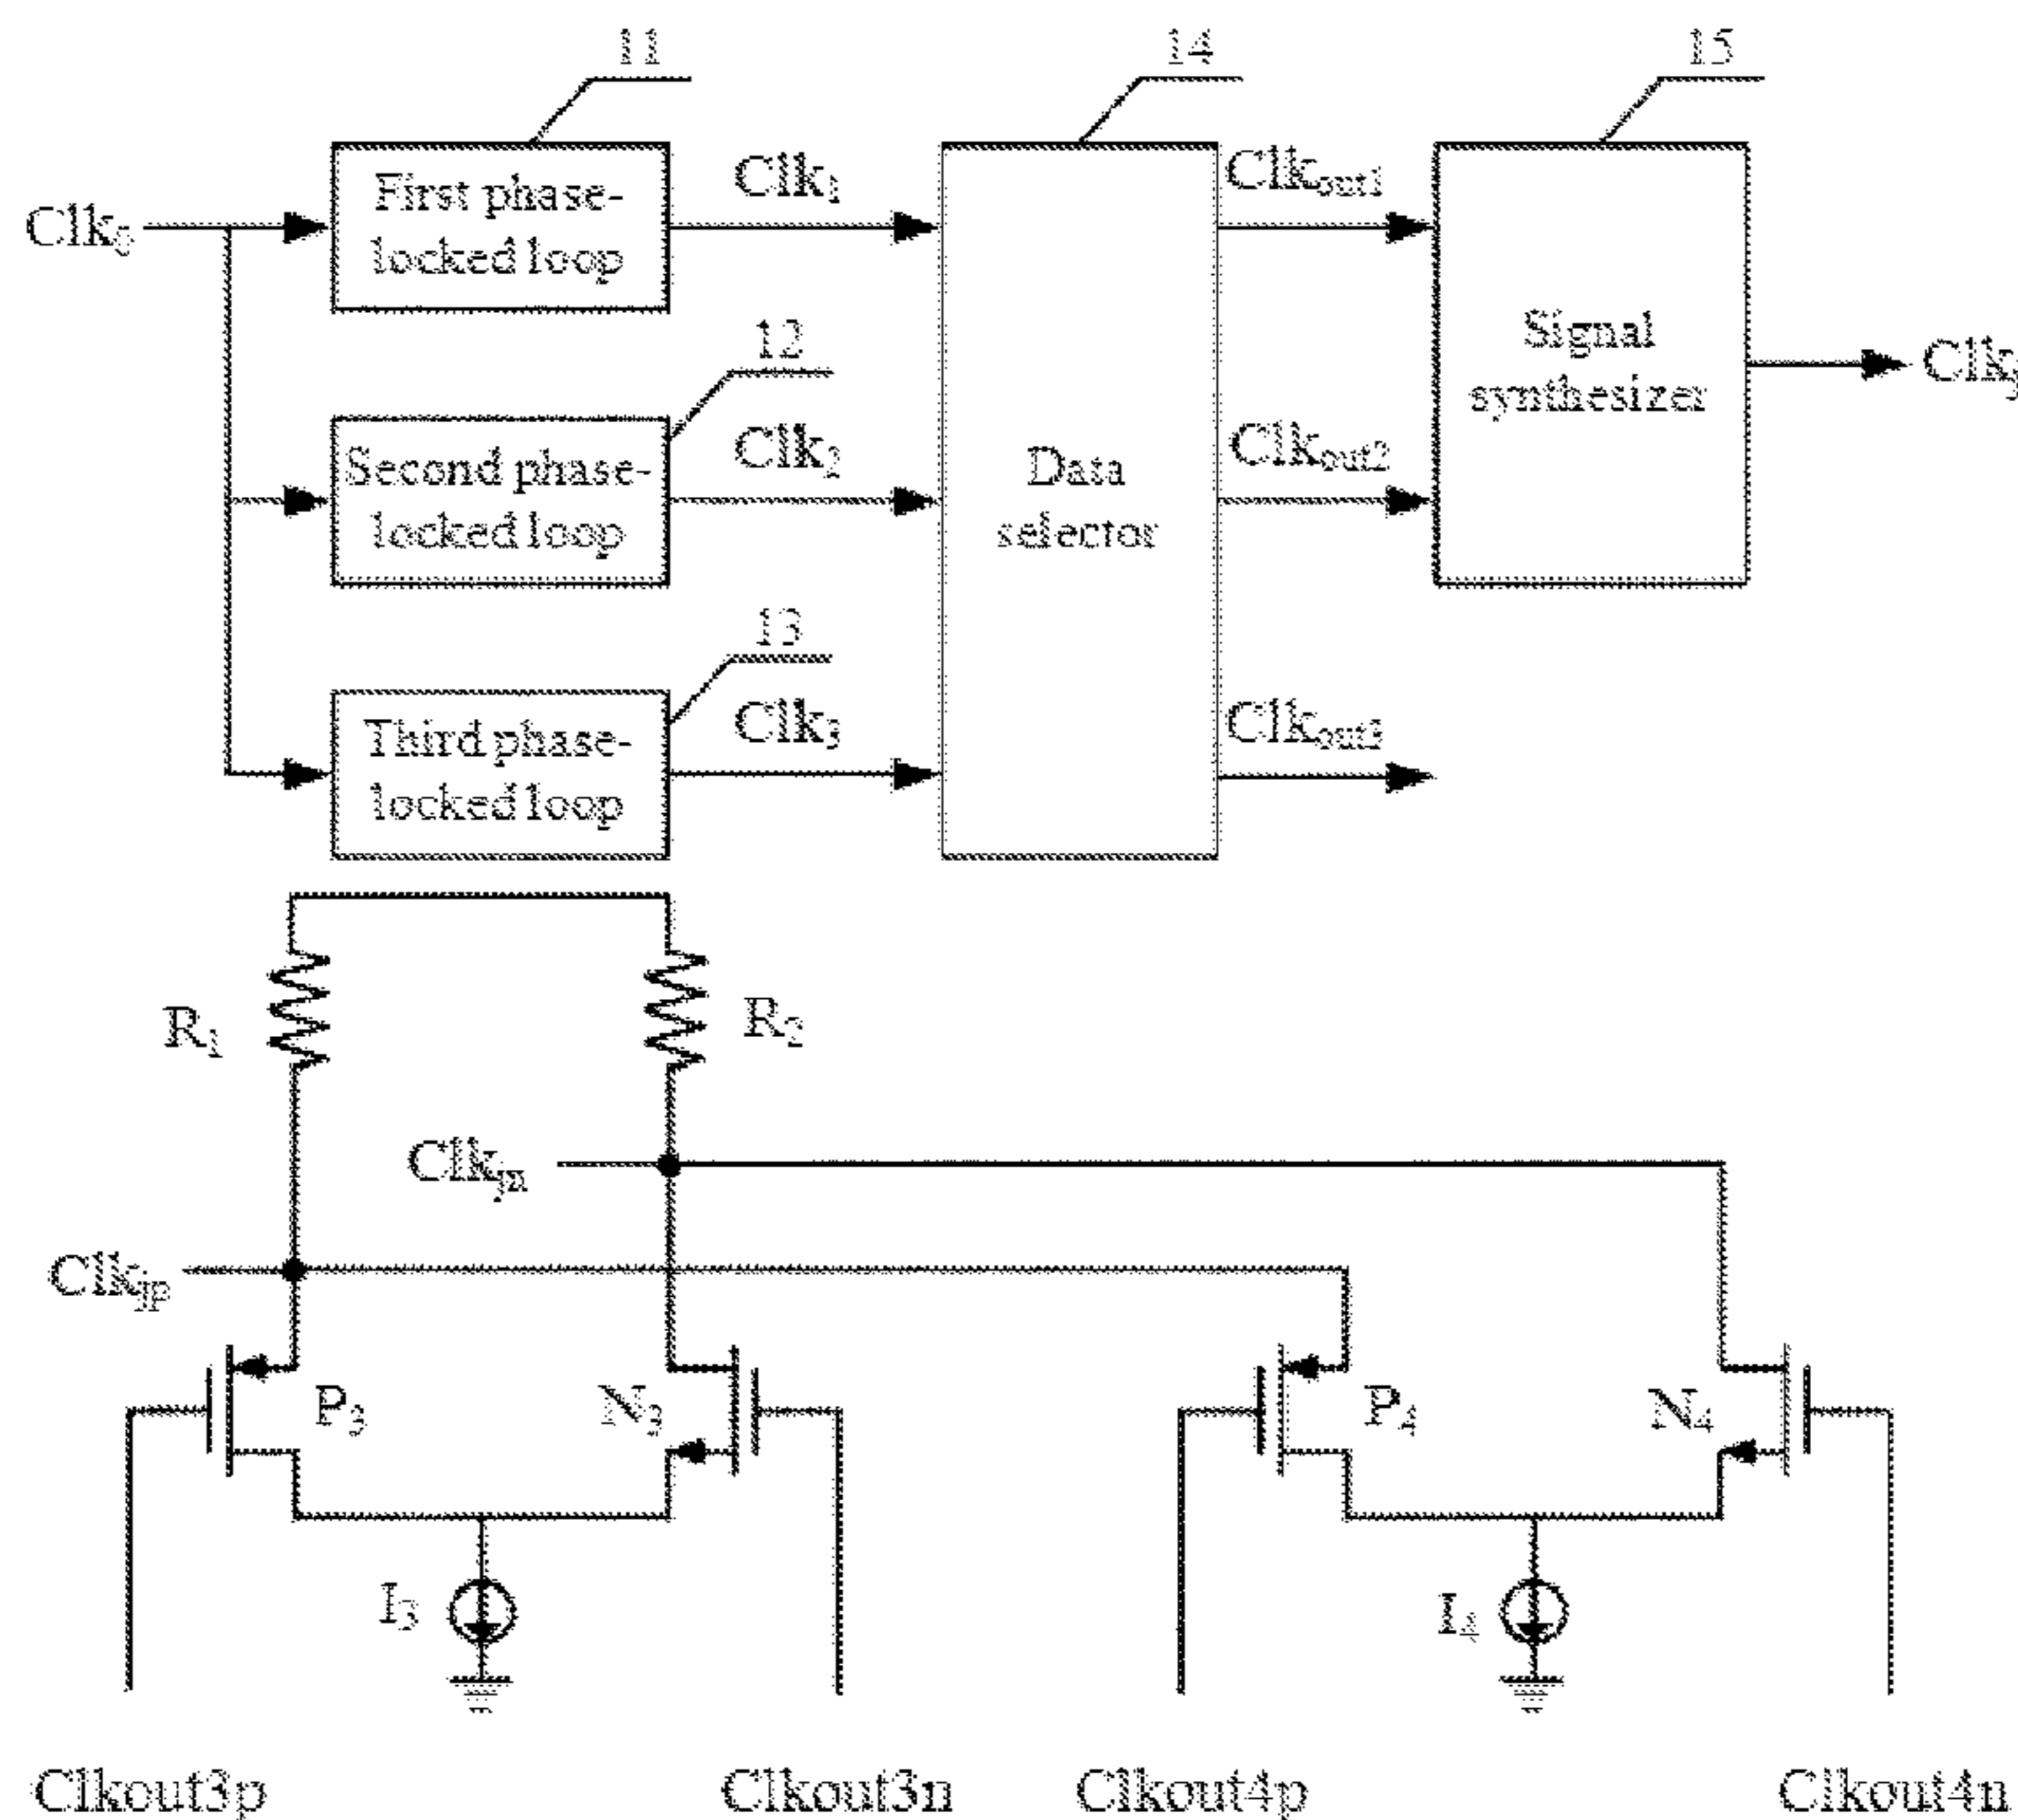 11
14
15
First phase-
locked loop
Clk₁
Clkout1
Clk₀
12
Signal
synthesizer
Clkj
Second phase-
locked loop
Clk₂
Data
selector
Clkout2
13
Third phase-
locked loop
Clk₃
Clkout3
R₁
R₂
Clkjn
Clkjp
P₃
N₃
P₄
N₄
I₃
I₄
Clkout3p
Clkout3n
Clkout4p
Clkout4n